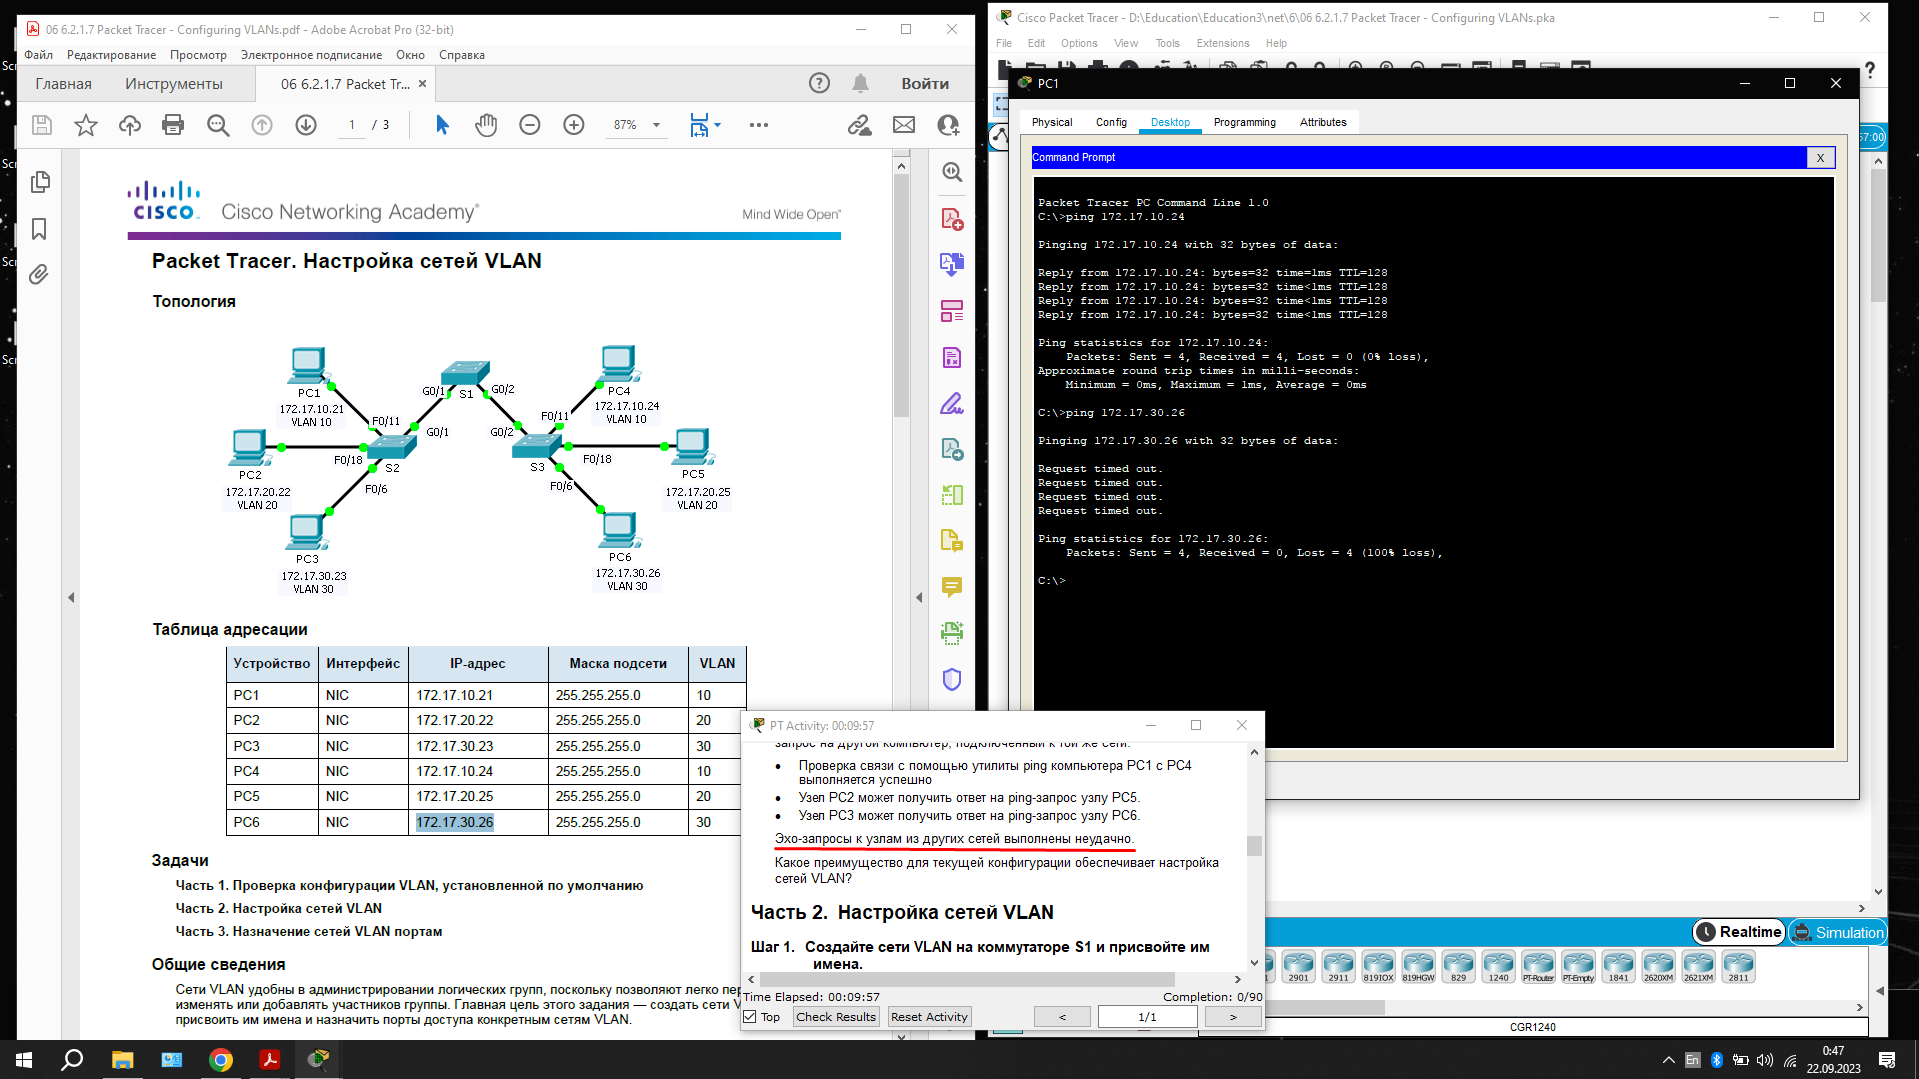 06 6.2.1.7 Packet Tracer - Configuring VLANs.pdf - Adobe Acrobat Pro (32-bit)
Файл Редактирование Просмотр Электронное подписание Окно Справка
Главная Инструменты 06 6.2.1.7 Packet Tr... × Войти
1 / 3 87%
CISCO Cisco Networking Academy® Mind Wide Open™
Packet Tracer. Настройка сетей VLAN
Топология
PC1
172.17.10.21
VLAN 10
F0/11
G0/1
S1
G0/2
PC4
172.17.10.24
VLAN 10
F0/11
G0/1
G0/2
PC2
172.17.20.22
VLAN 20
F0/18
S2
F0/6
S3
F0/18
F0/6
PC5
172.17.20.25
VLAN 20
PC3
172.17.30.23
VLAN 30
PC6
172.17.30.26
VLAN 30
Таблица адресации
Устройство Интерфейс IP-адрес Маска подсети VLAN
PC1 NIC 172.17.10.21 255.255.255.0 10
PC2 NIC 172.17.20.22 255.255.255.0 20
PC3 NIC 172.17.30.23 255.255.255.0 30
PC4 NIC 172.17.10.24 255.255.255.0 10
PC5 NIC 172.17.20.25 255.255.255.0 20
PC6 NIC 172.17.30.26 255.255.255.0 30
Задачи
Часть 1. Проверка конфигурации VLAN, установленной по умолчанию
Часть 2. Настройка сетей VLAN
Часть 3. Назначение сетей VLAN портам
Общие сведения
Сети VLAN удобны в администрировании логических групп, поскольку позволяют легко пер
изменять или добавлять участников группы. Главная цель этого задания — создать сети V
присвоить им имена и назначить порты доступа конкретным сетям VLAN.
Cisco Packet Tracer - D:\Education\Education3\net\6\06 6.2.1.7 Packet Tracer - Configuring VLANs.pka
File Edit Options View Tools Extensions Help
57:00
PC1
Physical Config Desktop Programming Attributes
Command Prompt X
Packet Tracer PC Command Line 1.0
C:\>ping 172.17.10.24
Pinging 172.17.10.24 with 32 bytes of data:
Reply from 172.17.10.24: bytes=32 time=1ms TTL=128
Reply from 172.17.10.24: bytes=32 time<1ms TTL=128
Reply from 172.17.10.24: bytes=32 time<1ms TTL=128
Reply from 172.17.10.24: bytes=32 time<1ms TTL=128
Ping statistics for 172.17.10.24:
Packets: Sent = 4, Received = 4, Lost = 0 (0% loss),
Approximate round trip times in milli-seconds:
Minimum = 0ms, Maximum = 1ms, Average = 0ms
C:\>ping 172.17.30.26
Pinging 172.17.30.26 with 32 bytes of data:
Request timed out.
Request timed out.
Request timed out.
Request timed out.
Ping statistics for 172.17.30.26:
Packets: Sent = 4, Received = 0, Lost = 4 (100% loss),
C:\>
PT Activity: 00:09:57
запрос на другой компьютер, подключенный к той же сети.
• Проверка связи с помощью утилиты ping компьютера PC1 с PC4
выполняется успешно
• Узел PC2 может получить ответ на ping-запрос узлу PC5.
• Узел PC3 может получить ответ на ping-запрос узлу PC6.
Эхо-запросы к узлам из других сетей выполнены неудачно.
Какое преимущество для текущей конфигурации обеспечивает настройка
сетей VLAN?
Часть 2. Настройка сетей VLAN
Шаг 1. Создайте сети VLAN на коммутаторе S1 и присвойте им
имена.
Time Elapsed: 00:09:57 Completion: 0/90
Top Check Results Reset Activity < 1/1 >
Realtime Simulation
2901 2911 819IOX 819HGW 829 1240 PT-Router PT-Empty 1841 2620XM 2621XM 2811
CGR1240
Scr
Scr
Scr
Scr
En
0:47
22.09.2023